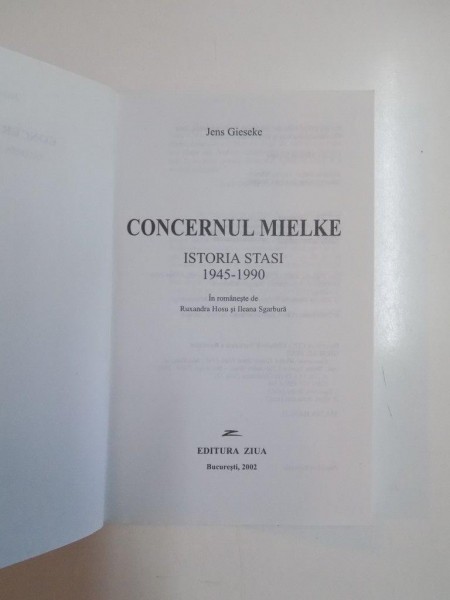 Jens Gieseke
CONCERNUL MIELKE
ISTORIA STASI
1945-1990
În românește de
Ruxandra Hosu și Ileana Sgarbură
EDITURA ZIUA
București, 2002